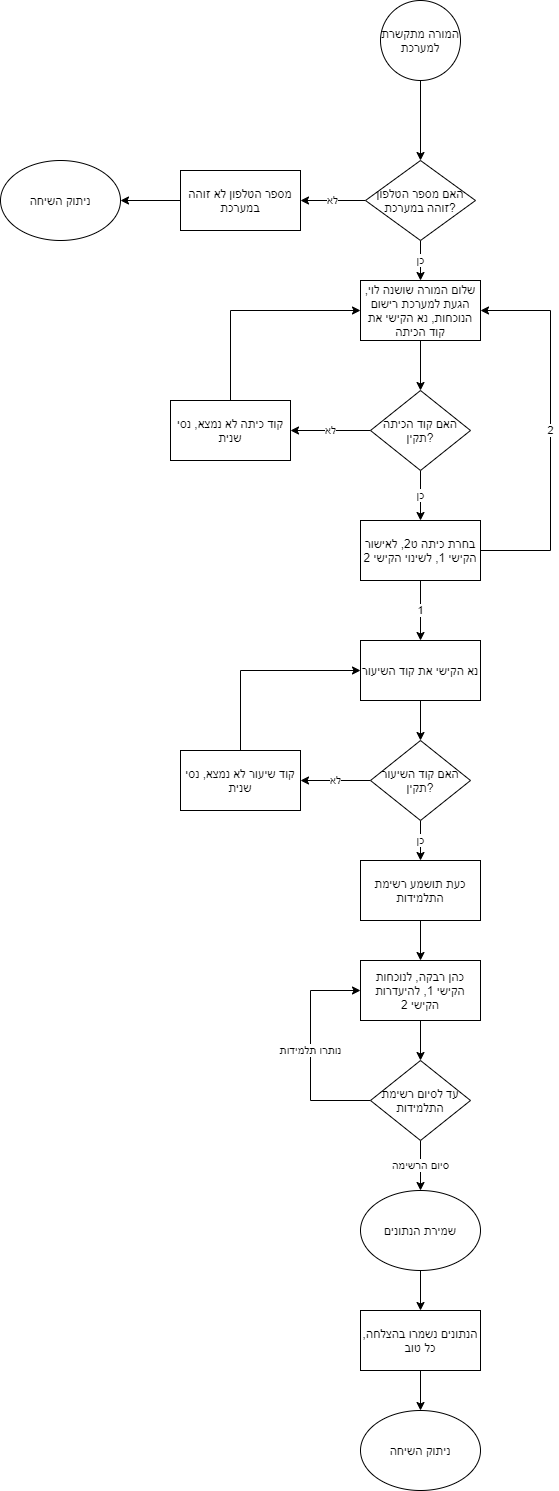 המורה מתקשרת
למערכת
האם מספר הטלפון
זוהה במערכת?
לא
מספר הטלפון לא זוהה
במערכת
ניתוק השיחה
כן
שלום המורה שושנה לוי,
הגעת למערכת רישום
הנוכחות, נא הקישי את
קוד הכיתה
האם קוד הכיתה
תקין?
לא
קוד כיתה לא נמצא, נסי
שנית
2
כן
בחרת כיתה ט2, לאישור
הקישי 1, לשינוי הקישי 2
1
נא הקישי את קוד השיעור
האם קוד השיעור
תקין?
לא
קוד שיעור לא נמצא, נסי
שנית
כן
כעת תושמע רשימת
התלמידות
כהן רבקה, לנוכחות
הקישי 1, להיעדרות
הקישי 2
נותרו תלמידות
עד לסיום רשימת
התלמידות
סיום הרשימה
שמירת הנתונים
הנתונים נשמרו בהצלחה,
כל טוב
ניתוק השיחה